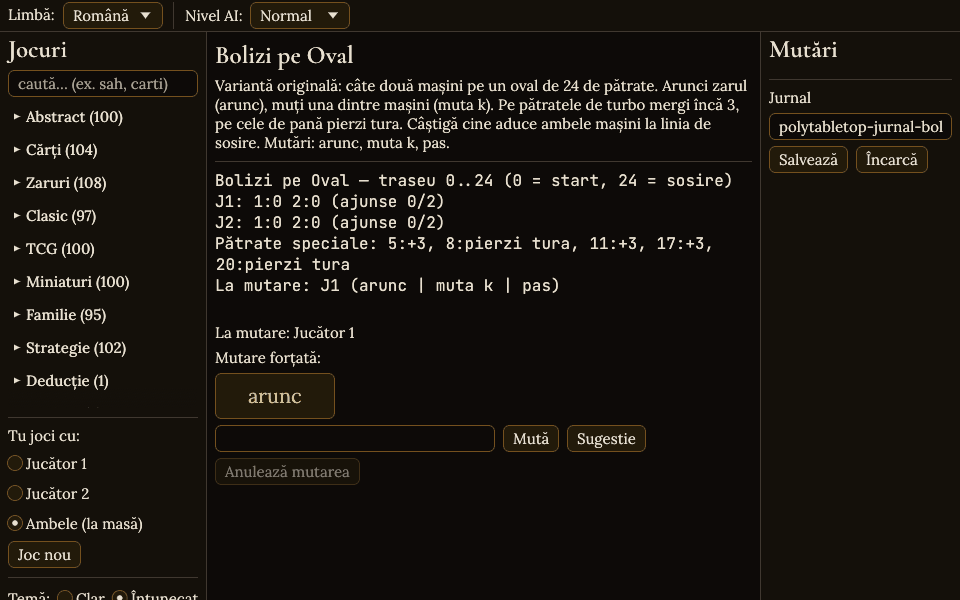 Limbă: Română ▼ Nivel AI: Normal ▼
Jocuri
caută... (ex. sah, carti)
▸ Abstract (100)
▸ Cărți (104)
▸ Zaruri (108)
▸ Clasic (97)
▸ TCG (100)
▸ Miniaturi (100)
▸ Familie (95)
▸ Strategie (102)
▸ Deducție (1)
Tu joci cu:
Jucător 1
Jucător 2
Ambele (la masă)
Joc nou
Temă: Clar Întunecat
Bolizi pe Oval
Variantă originală: câte două mașini pe un oval de 24 de pătrate. Arunci zarul
(arunc), muți una dintre mașini (muta k). Pe pătratele de turbo mergi încă 3,
pe cele de pană pierzi tura. Câștigă cine aduce ambele mașini la linia de
sosire. Mutări: arunc, muta k, pas.
Bolizi pe Oval — traseu 0..24 (0 = start, 24 = sosire)
J1: 1:0 2:0 (ajunse 0/2)
J2: 1:0 2:0 (ajunse 0/2)
Pătrate speciale: 5:+3, 8:pierzi tura, 11:+3, 17:+3,
20:pierzi tura
La mutare: J1 (arunc | muta k | pas)
La mutare: Jucător 1
Mutare forțată:
arunc
Mută Sugestie
Anulează mutarea
Mutări
Jurnal
polytabletop-jurnal-bol
Salvează Încarcă